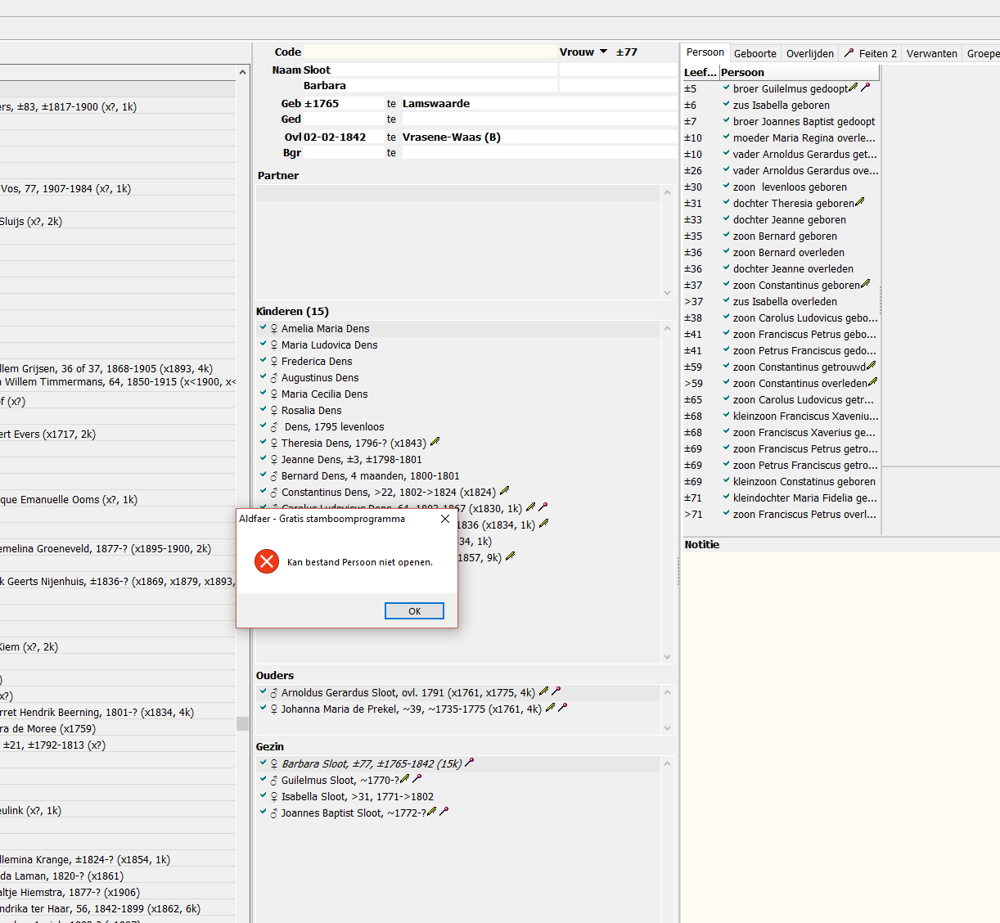 ers, ±83, ±1817-1900 (x?, 1k)
Vos, 77, 1907-1984 (x?, 1k)
Sluijs (x?, 2k)
llem Grijsen, 36 of 37, 1868-1905 (x1893, 4k)
n Willem Timmermans, 64, 1850-1915 (x<1900, x<
of (x?)
ert Evers (x1717, 2k)
que Emanuelle Ooms (x?, 1k)
emelina Groeneveld, 1877-? (x1895-1900, 2k)
k Geerts Nijenhuis, ±1836-? (x1869, x1879, x1893,
Kiem (x?, 2k)
)
x?)
rret Hendrik Beerning, 1801-? (x1834, 4k)
ra de Moree (x1759)
, ±21, ±1792-1813 (x?)
eulink (x?, 1k)
llemina Krange, ±1824-? (x1854, 1k)
da Laman, 1820-? (x1861)
altje Hiemstra, 1877-? (x1906)
ndrika ter Haar, 56, 1842-1899 (x1862, 6k)
Code Vrouw ±77
Naam Sloot
Barbara
Geb ±1765 te Lamswaarde
Ged te
Ovl 02-02-1842 te Vrasene-Waas (B)
Bgr te
Partner
Kinderen (15)
♀ Amelia Maria Dens
♀ Maria Ludovica Dens
♀ Frederica Dens
♂ Augustinus Dens
♀ Maria Cecilia Dens
♀ Rosalia Dens
♂ Dens, 1795 levenloos
♀ Theresia Dens, 1796-? (x1843)
♀ Jeanne Dens, ±3, ±1798-1801
♂ Bernard Dens, 4 maanden, 1800-1801
♂ Constantinus Dens, >22, 1802->1824 (x1824)
Carolus Ludovicus Dens, 64, 1803-1867 (x1830, 1k)
1836 (x1834, 1k)
34, 1k)
1857, 9k)
Aldfaer - Gratis stamboomprogramma
Kan bestand Persoon niet openen.
OK
Ouders
♂ Arnoldus Gerardus Sloot, ovl. 1791 (x1761, x1775, 4k)
♀ Johanna Maria de Prekel, ~39, ~1735-1775 (x1761, 4k)
Gezin
♀ Barbara Sloot, ±77, ±1765-1842 (15k)
♂ Guilelmus Sloot, ~1770-?
♀ Isabella Sloot, >31, 1771->1802
♂ Joannes Baptist Sloot, ~1772-?
Persoon Geboorte Overlijden Feiten 2 Verwanten Groepe
Leef... Persoon
±5 broer Guilelmus gedoopt
±6 zus Isabella geboren
±7 broer Joannes Baptist gedoopt
±10 moeder Maria Regina overle...
±10 vader Arnoldus Gerardus get...
±26 vader Arnoldus Gerardus ove...
±30 zoon levenloos geboren
±31 dochter Theresia geboren
±33 dochter Jeanne geboren
±35 zoon Bernard geboren
±36 zoon Bernard overleden
±36 dochter Jeanne overleden
±37 zoon Constantinus geboren
>37 zus Isabella overleden
±38 zoon Carolus Ludovicus gebo...
±41 zoon Franciscus Petrus gebo...
±41 zoon Petrus Franciscus gedo...
±59 zoon Constantinus getrouwd
>59 zoon Constantinus overleden
±65 zoon Carolus Ludovicus getr...
±68 kleinzoon Franciscus Xaveniu...
±68 zoon Franciscus Xaverius ge...
±69 zoon Franciscus Petrus getro...
±69 zoon Petrus Franciscus getro...
±69 kleinzoon Constatinus geboren
±71 kleindochter Maria Fidelia ge...
>71 zoon Franciscus Petrus overl...
Notitie